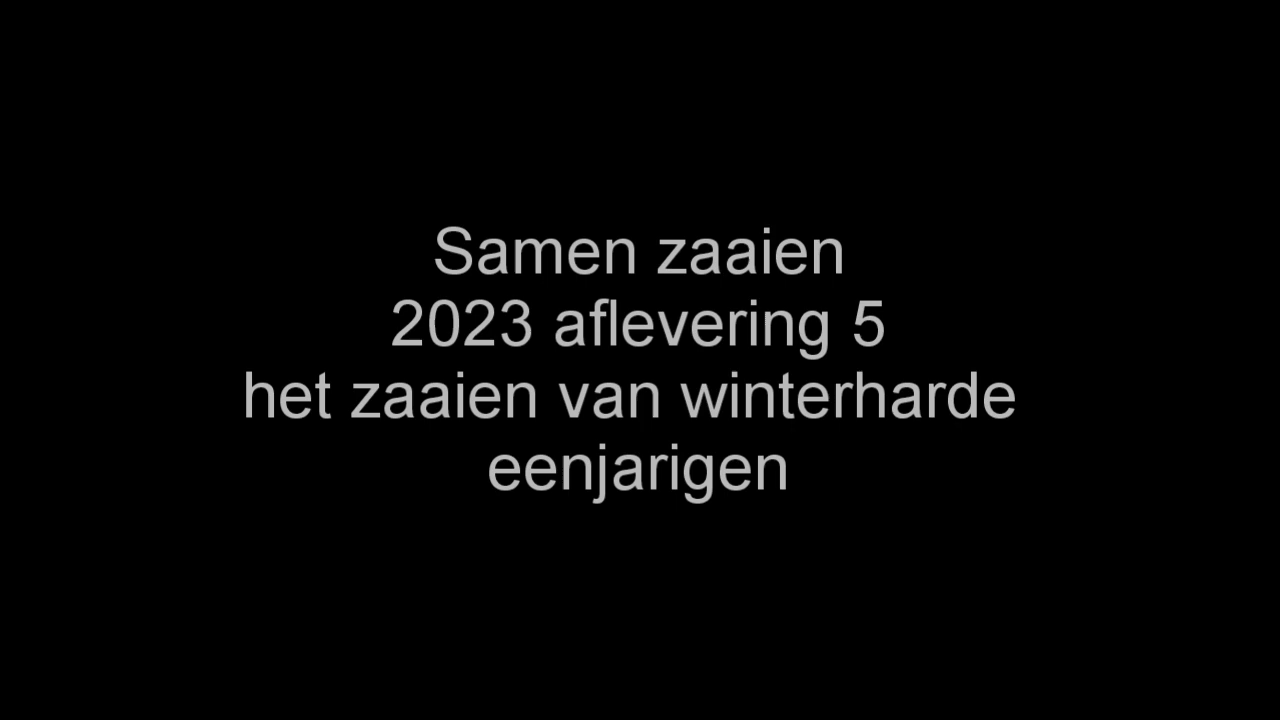 Samen zaaien
2023 aflevering 5
het zaaien van winterharde
eenjarigen